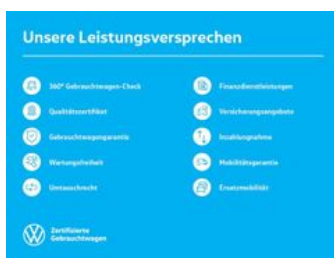 Unsere Leistungsversprechen
360° Gebrauchtwagen-Check
Qualitätszertifikat
Gebrauchtwagengarantie
Wartungsfreiheit
Umtauschrecht
Finanzdienstleistungen
Versicherungsangebote
Inzahlungnahme
Mobilitätsgarantie
Ersatzmobilität
Zertifizierte
Gebrauchtwagen